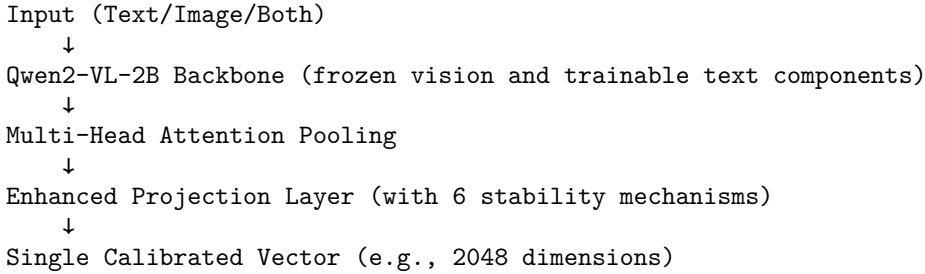 Input (Text/Image/Both)
↓
Qwen2-VL-2B Backbone (frozen vision and trainable text components)
↓
Multi-Head Attention Pooling
↓
Enhanced Projection Layer (with 6 stability mechanisms)
↓
Single Calibrated Vector (e.g., 2048 dimensions)